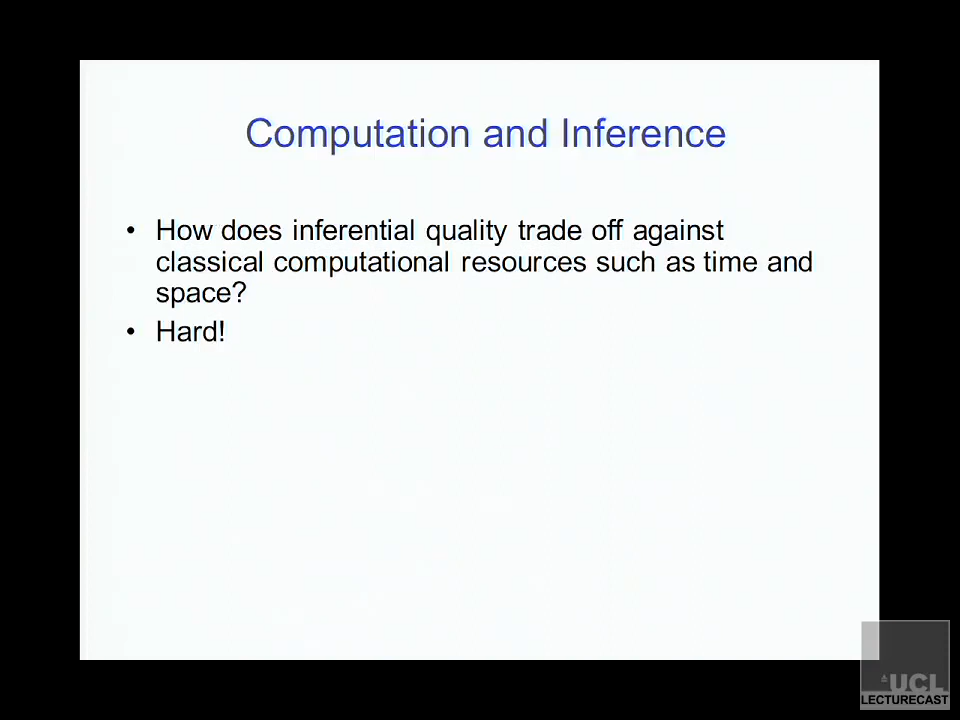 Computation and Inference
• How does inferential quality trade off against
classical computational resources such as time and
space?
• Hard!
UCL
LECTURECAST